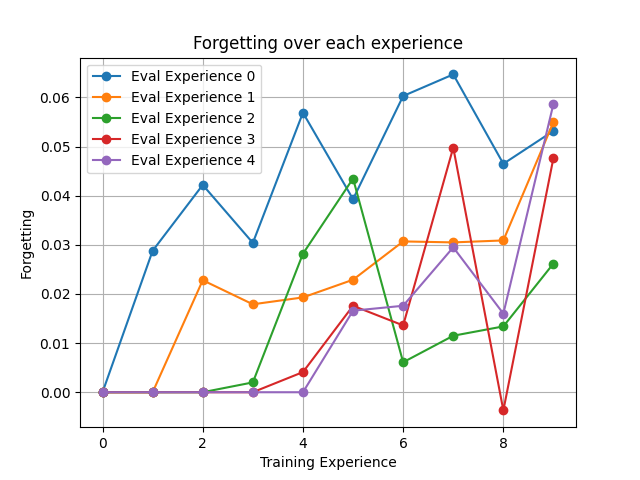 Forgetting over each experience
Eval Experience 0
Eval Experience 1
Eval Experience 2
Eval Experience 3
Eval Experience 4
Forgetting
0.06
0.05
0.04
0.03
0.02
0.01
0.00
0 2 4 6 8
Training Experience